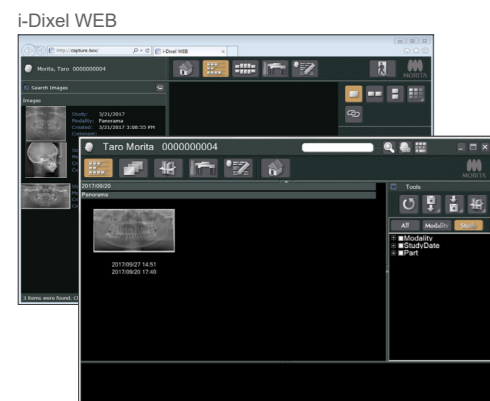 i-Dixel WEB
http://capture-box/
i-Dixel WEB
Morita, Taro 0000000004
MORITA
Search Images
Images
Study: 3/21/2017
Modality: Panorama
Created: 3/21/2017 3:08:55 PM
Comment:
3 items were found.
Taro Morita 0000000004
MORITA
2017/09/20
Panorama
2017/09/27 14:51
2017/09/20 17:40
Tools
All Modality Study
Modality
StudyDate
Part